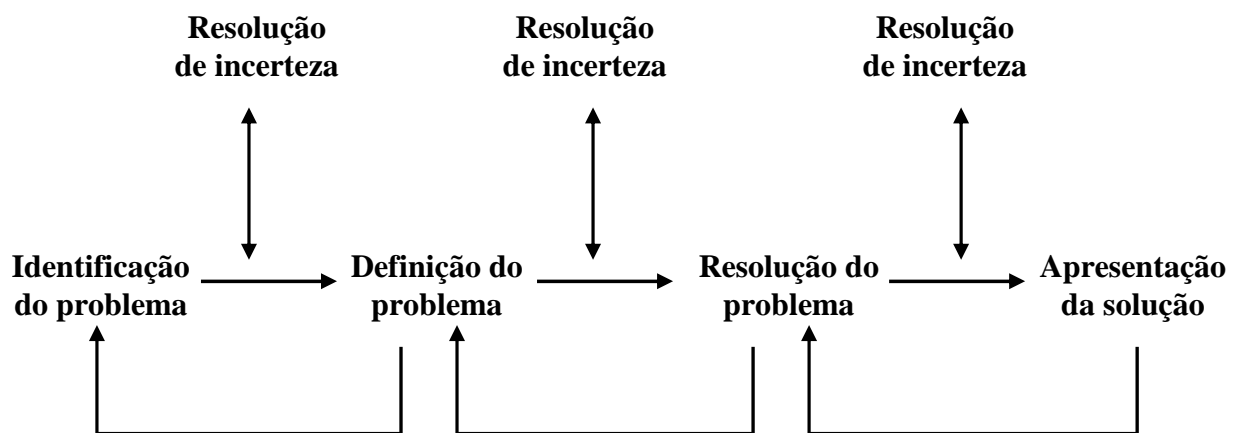 Resolução
de incerteza
Resolução
de incerteza
Resolução
de incerteza
Identificação
do problema
Definição do
problema
Resolução do
problema
Apresentação
da solução